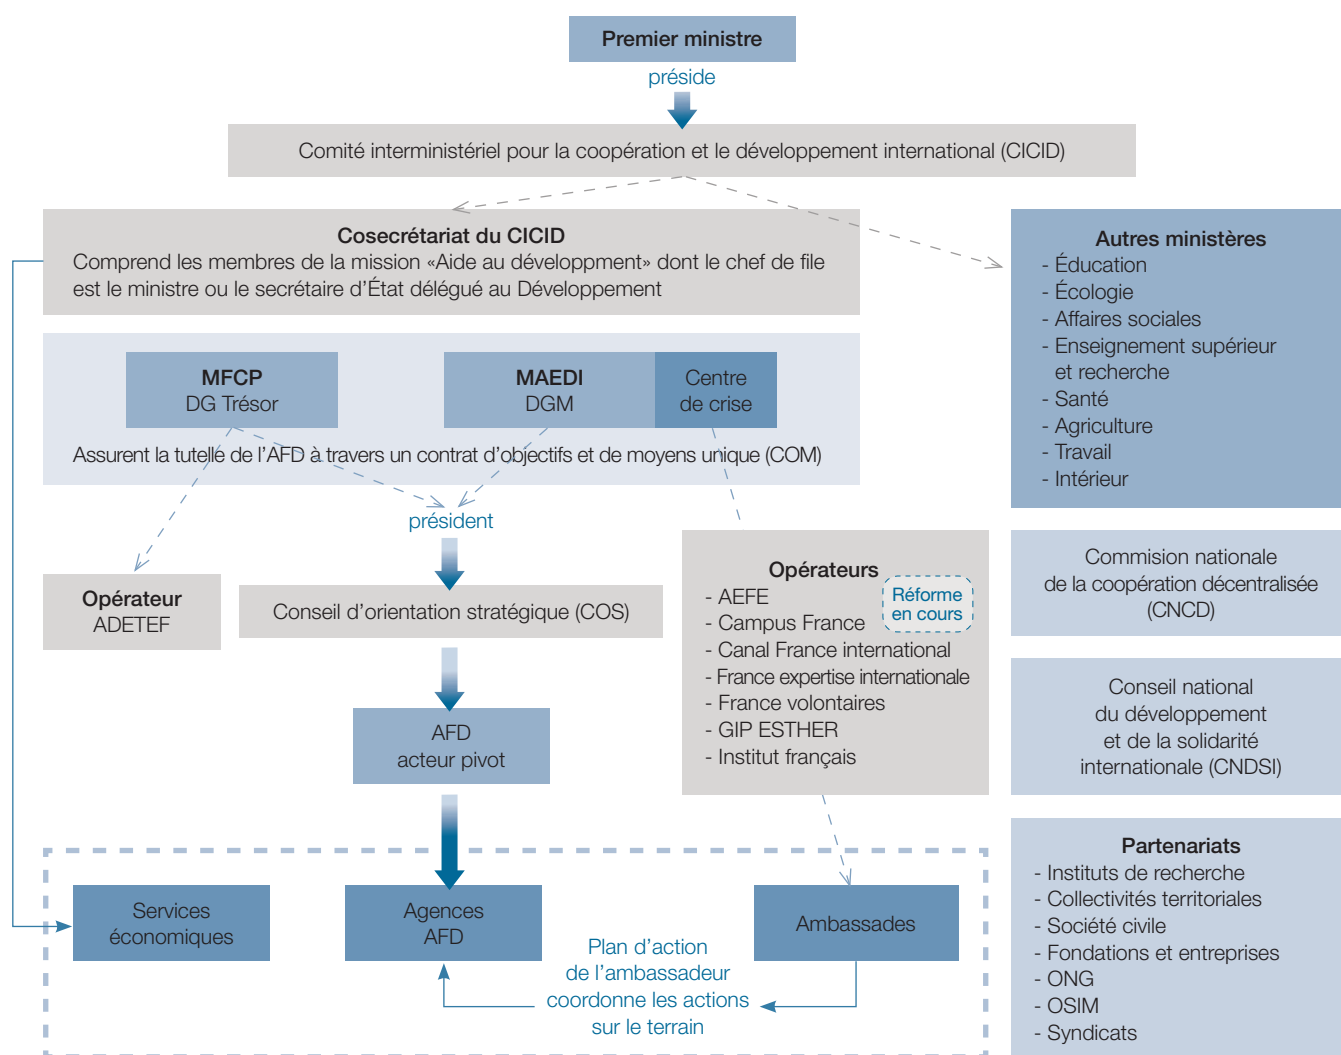 Premier ministre
préside
Comité interministériel pour la coopération et le développement international (CICID)
Cosecrétariat du CICID
Comprend les membres de la mission «Aide au développment» dont le chef de file
est le ministre ou le secrétaire d’État délégué au Développement
Autres ministères
- Éducation
- Écologie
- Affaires sociales
- Enseignement supérieur
et recherche
- Santé
- Agriculture
- Travail
- Intérieur
MFCP
DG Trésor
MAEDI
DGM
Centre
de crise
Assurent la tutelle de l’AFD à travers un contrat d’objectifs et de moyens unique (COM)
président
Opérateur
ADETEF
Conseil d’orientation stratégique (COS)
Opérateurs
- AEFE
- Campus France
- Canal France international
- France expertise internationale
- France volontaires
- GIP ESTHER
- Institut français
Réforme
en cours
Commision nationale
de la coopération décentralisée
(CNCD)
Conseil national
du développement
et de la solidarité
internationale (CNDSI)
AFD
acteur pivot
Services
économiques
Agences
AFD
Ambassades
Plan d’action
de l’ambassadeur
coordonne les actions
sur le terrain
Partenariats
- Instituts de recherche
- Collectivités territoriales
- Société civile
- Fondations et entreprises
- ONG
- OSIM
- Syndicats